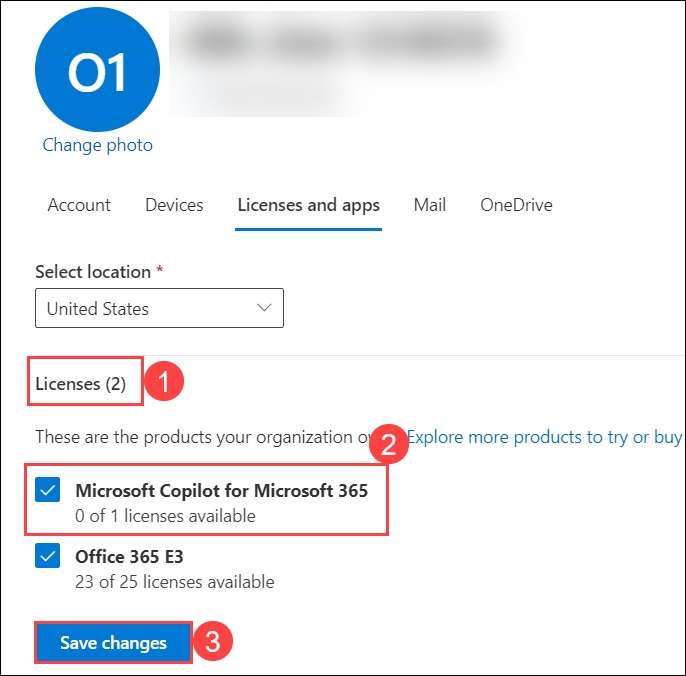 O1
Change photo
Account Devices Licenses and apps Mail OneDrive
Select location *
United States
Licenses (2) 1
These are the products your organization 2 Explore more products to try or buy
Microsoft Copilot for Microsoft 365
0 of 1 licenses available
Office 365 E3
23 of 25 licenses available
Save changes 3